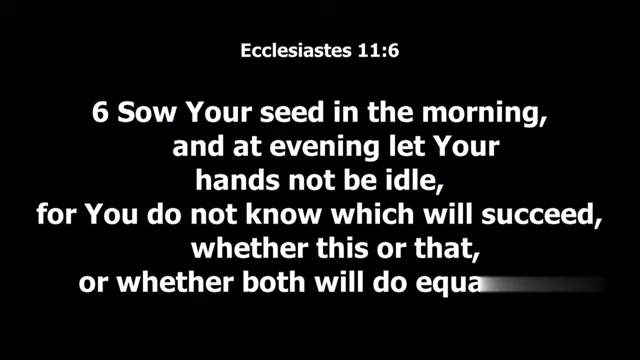 Ecclesiastes 11:6
6 Sow Your seed in the morning,
and at evening let Your
hands not be idle,
for You do not know which will succeed,
whether this or that,
or whether both will do